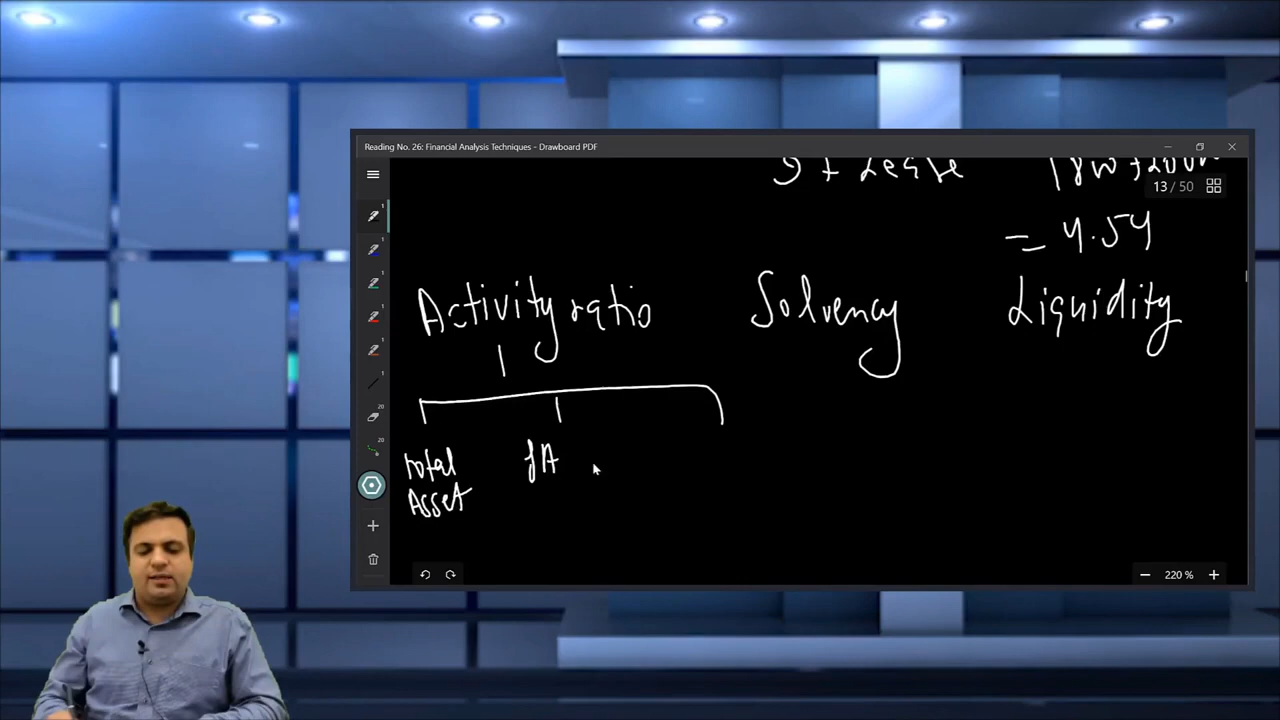 Reading No. 26: Financial Analysis Techniques - Drawboard PDF
13 / 50
+ Lease
= 4.54
Activity ratio Solvency Liquidity
Total Asset fA
220 %